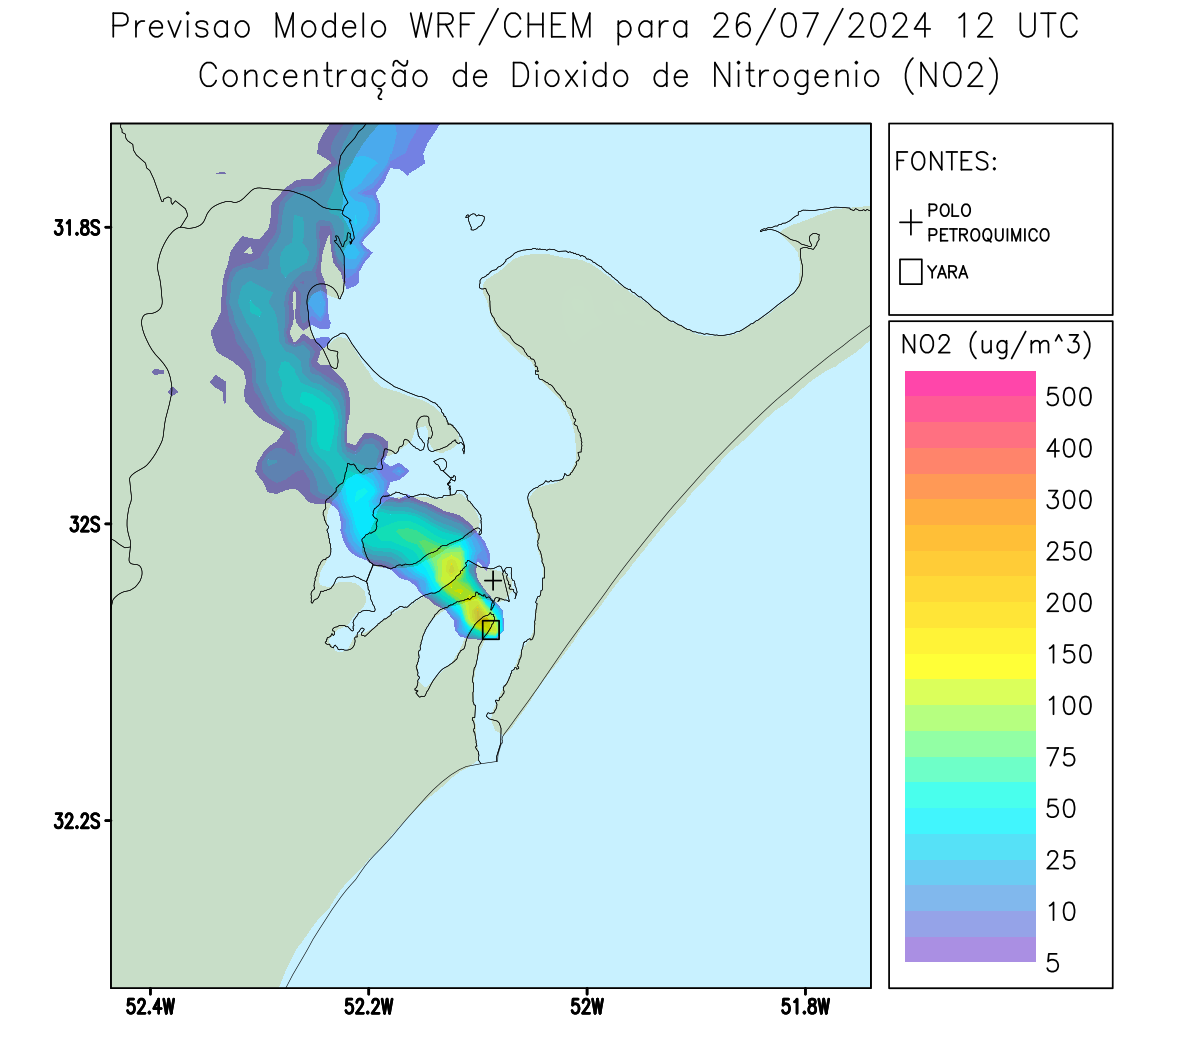 Previsao Modelo WRF/CHEM para 26/07/2024 12 UTC
Concentração de Dioxido de Nitrogenio (NO2)
FONTES:
POLO
PETROQUIMICO
YARA
NO2 (ug/m^3)
500
400
300
250
200
150
100
75
50
25
10
5
31.8S
32S
32.2S
52.4W
52.2W
52W
51.8W